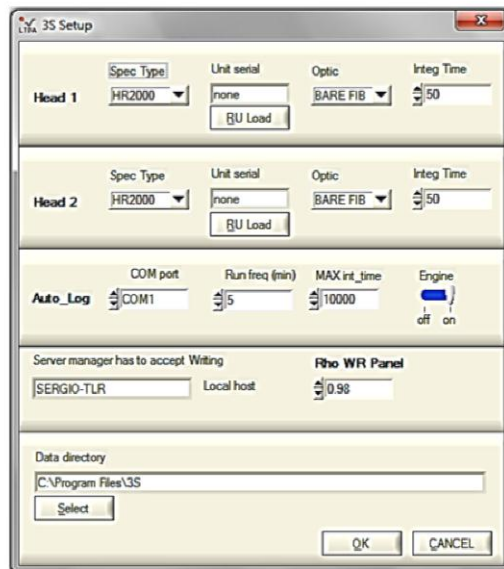 LTDA 3S Setup
Spec Type Unit serial Optic Integ Time
Head 1 HR2000 none BARE FIB 50
RU Load
Spec Type Unit serial Optic Integ Time
Head 2 HR2000 none BARE FIB 50
RU Load
COM port Run freq (min) MAX int_time Engine
Auto_Log COM1 5 10000
off on
Server manager has to accept Writing Rho WR Panel
SERGIO-TLR Local host 0.98
Data directory
C:\Program Files\3S
Select
OK CANCEL